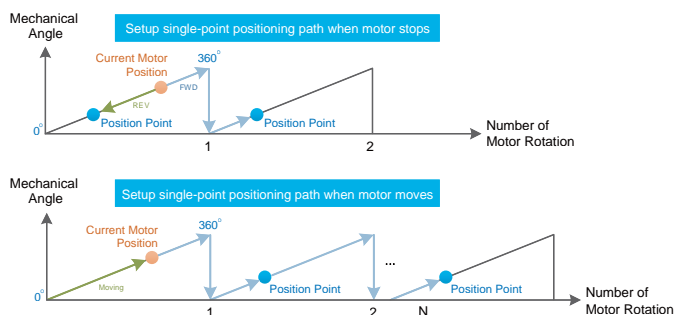 Setup single-point positioning path when motor stops
Mechanical
Angle
Current Motor
Position
360°
FWD
REV
0°
Position Point
Position Point
1
2
Number of
Motor Rotation
Setup single-point positioning path when motor moves
Mechanical
Angle
Current Motor
Position
360°
...
Moving
0°
Position Point
Position Point
1
2
N
Number of
Motor Rotation